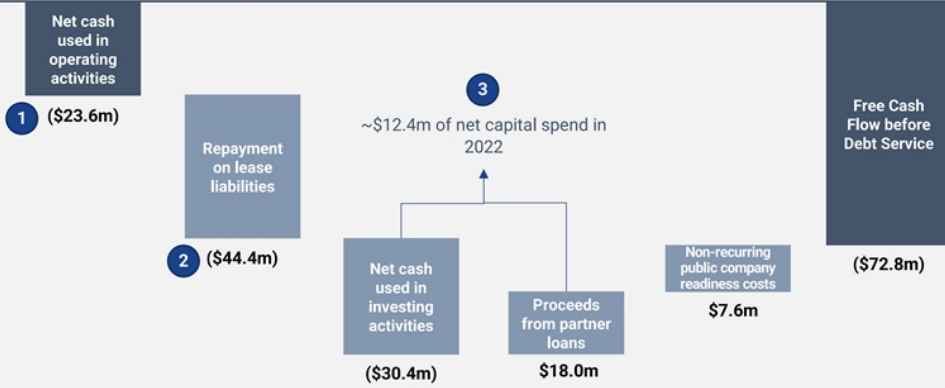 Net cash
used in
operating
activities
1 ($23.6m)
Repayment
on lease
liabilities
2 ($44.4m)
3
~$12.4m of net capital spend in
2022
Net cash
used in
investing
activities
($30.4m)
Proceeds
from partner
loans
$18.0m
Non-recurring
public company
readiness costs
$7.6m
Free Cash
Flow before
Debt Service
($72.8m)